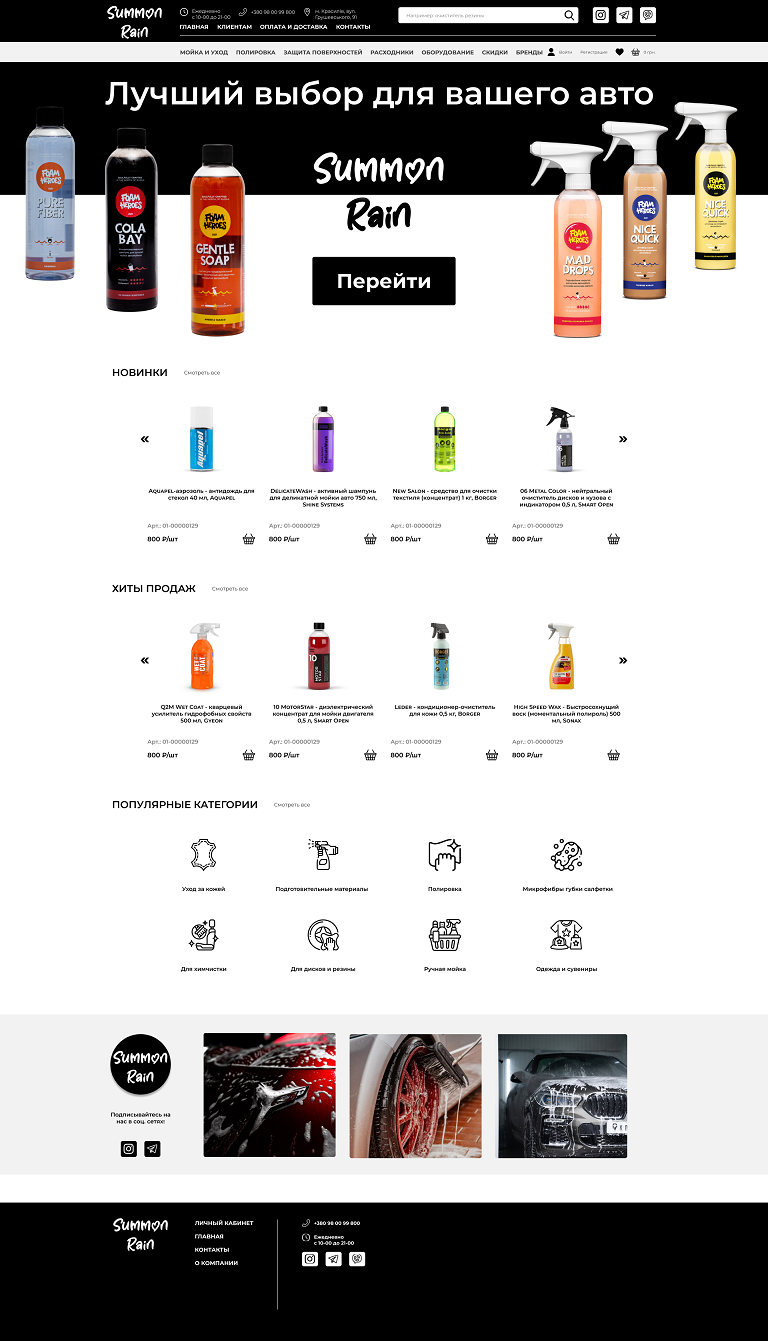 Summon
Rain
Ежедневно
с 10-00 до 21-00
+380 98 00 99 800
м. Красилів, вул.
Грушевського, 91
Например очиститель резины
ГЛАВНАЯ КЛИЕНТАМ ОПЛАТА И ДОСТАВКА КОНТАКТЫ
МОЙКА И УХОД ПОЛИРОВКА ЗАЩИТА ПОВЕРХНОСТЕЙ РАСХОДНИКИ ОБОРУДОВАНИЕ СКИДКИ БРЕНДЫ Войти Регистрация 0 грн.
Лучший выбор для вашего авто
FOAM
HEROES
PURE
FIBER
FOAM
HEROES
COLA
BAY
FOAM
HEROES
GENTLE
SOAP
Summon
Rain
Перейти
FOAM
HEROES
MAD
DROPS
FOAM
HEROES
NICE
QUICK
FOAM
HEROES
NICE
QUICK
НОВИНКИ Смотреть все
«
Aquapel
»
Aquapel-аэрозоль - антидождь для
стекол 40 мл, Aquapel
Арт.: 01-00000129
800 ₽/шт
DelicateWash - активный шампунь
для деликатной мойки авто 750 мл,
Shine Systems
Арт.: 01-00000129
800 ₽/шт
New Salon - средство для очистки
текстиля (концентрат) 1 кг, Borger
Арт.: 01-00000129
800 ₽/шт
06 Metal Color - нейтральный
очиститель дисков и кузова с
индикатором 0,5 л, Smart Open
Арт.: 01-00000129
800 ₽/шт
ХИТЫ ПРОДАЖ Смотреть все
«
WET
COAT
10
»
Q2M Wet Coat - кварцевый
усилитель гидрофобных свойств
500 мл, Gyeon
Арт.: 01-00000129
800 ₽/шт
10 MotorStar - диэлектрический
концентрат для мойки двигателя
0,5 л, Smart Open
Арт.: 01-00000129
800 ₽/шт
Leder - кондиционер-очиститель
для кожи 0,5 кг, Borger
Арт.: 01-00000129
800 ₽/шт
High Speed Wax - Быстросохнущий
воск (моментальный полироль) 500
мл, Sonax
Арт.: 01-00000129
800 ₽/шт
ПОПУЛЯРНЫЕ КАТЕГОРИИ Смотреть все
Уход за кожей
Подготовительные материалы
Полировка
Микрофибры губки салфетки
Для химчистки
Для дисков и резины
Ручная мойка
Одежда и сувениры
Summon
Rain
Подписывайтесь на
нас в соц. сетях!
Summon
Rain
ЛИЧНЫЙ КАБИНЕТ
ГЛАВНАЯ
КОНТАКТЫ
О КОМПАНИИ
+380 98 00 99 800
Ежедневно
с 10-00 до 21-00